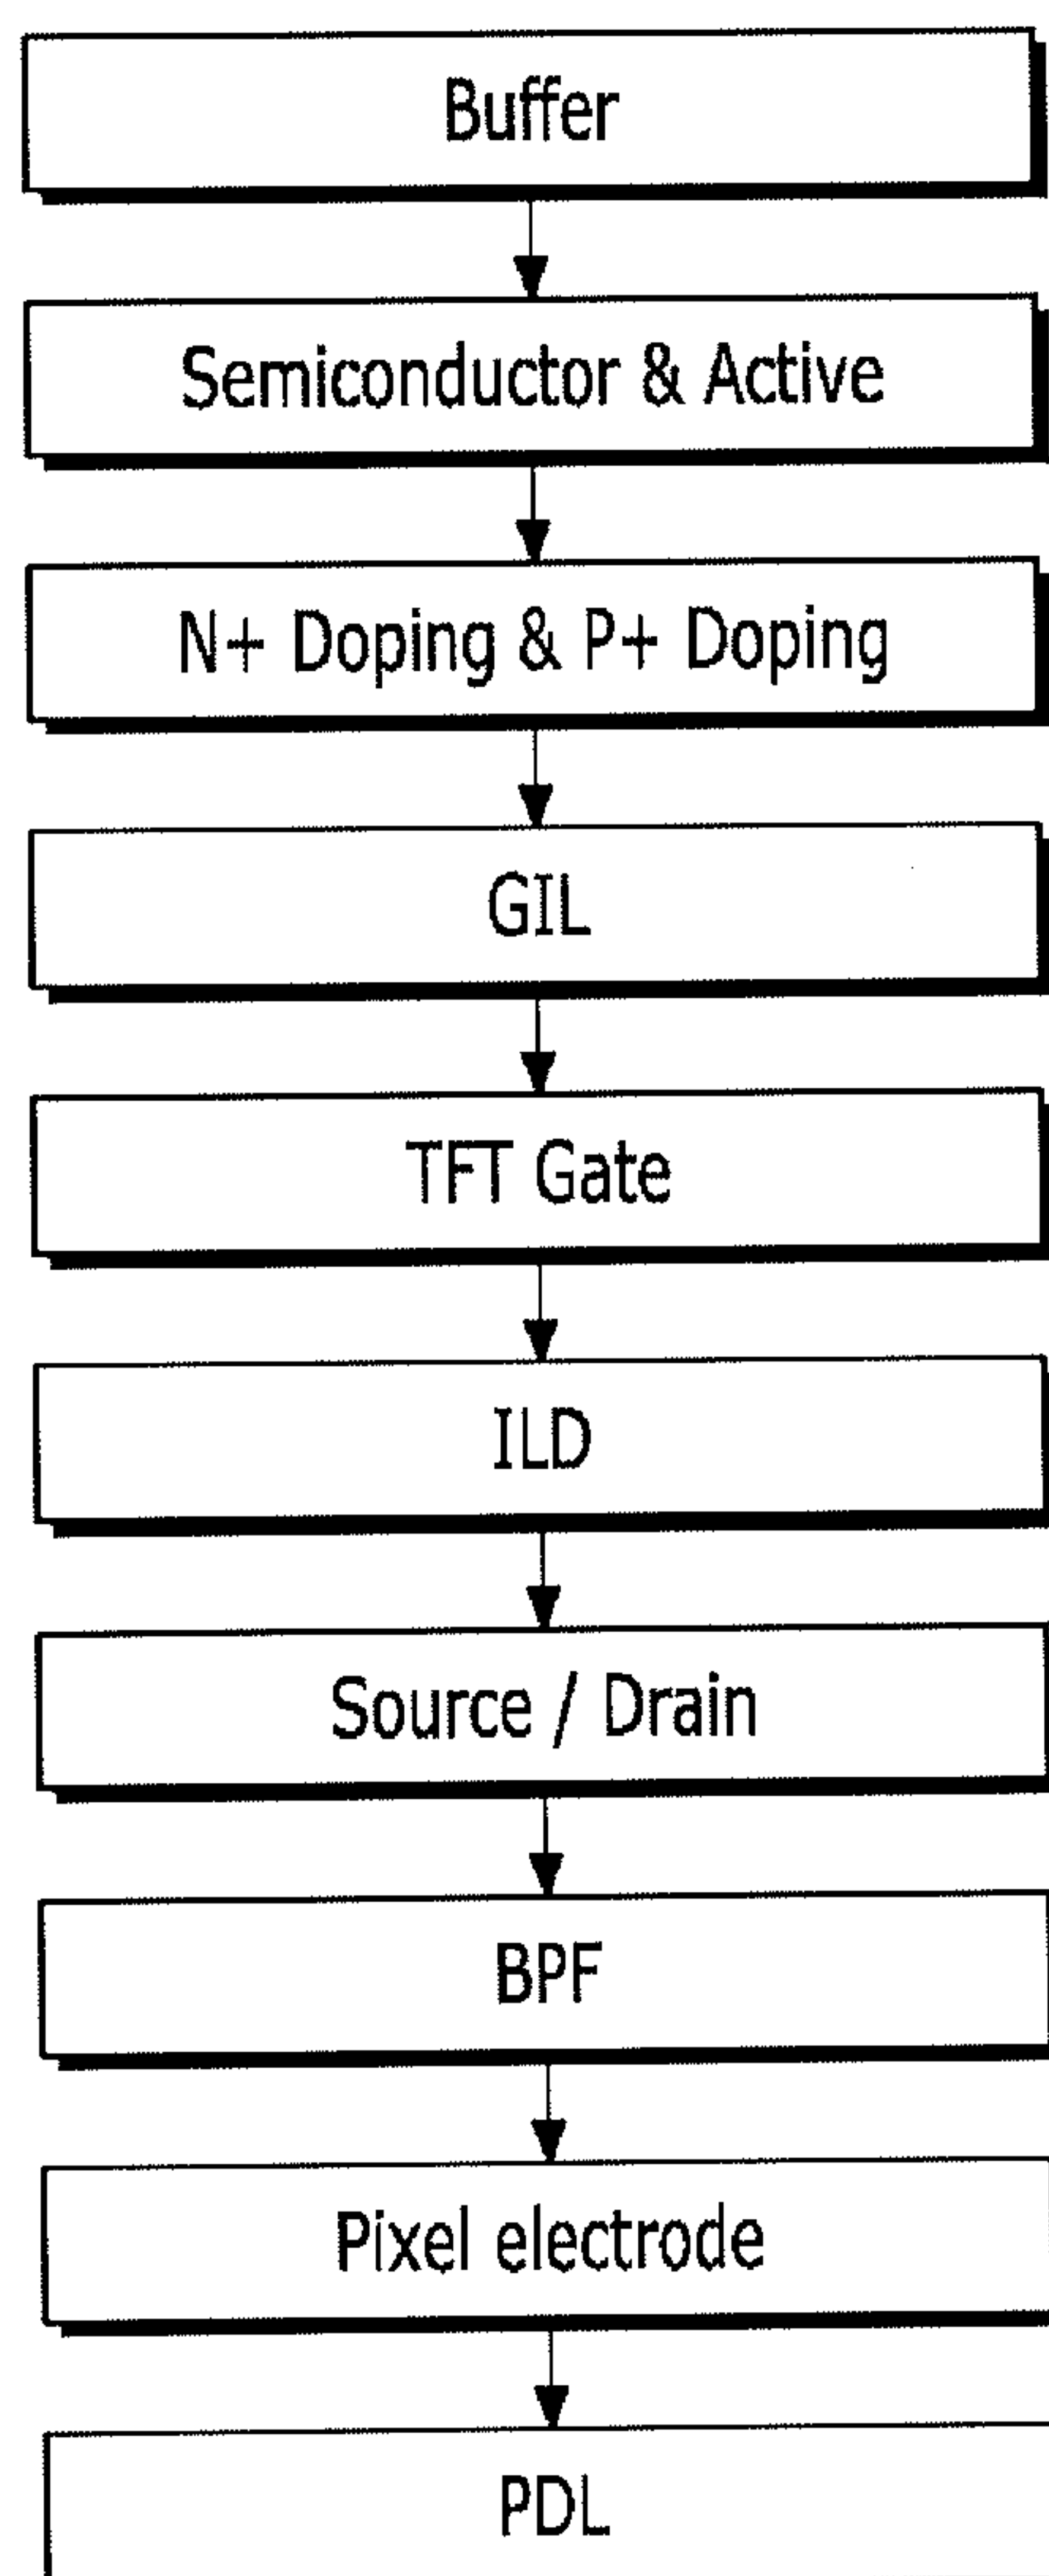 Buffer
Semiconductor & Active
N+ Doping & P+ Doping
GIL
TFT Gate
ILD
Source / Drain
BPF
Pixel electrode
PDL